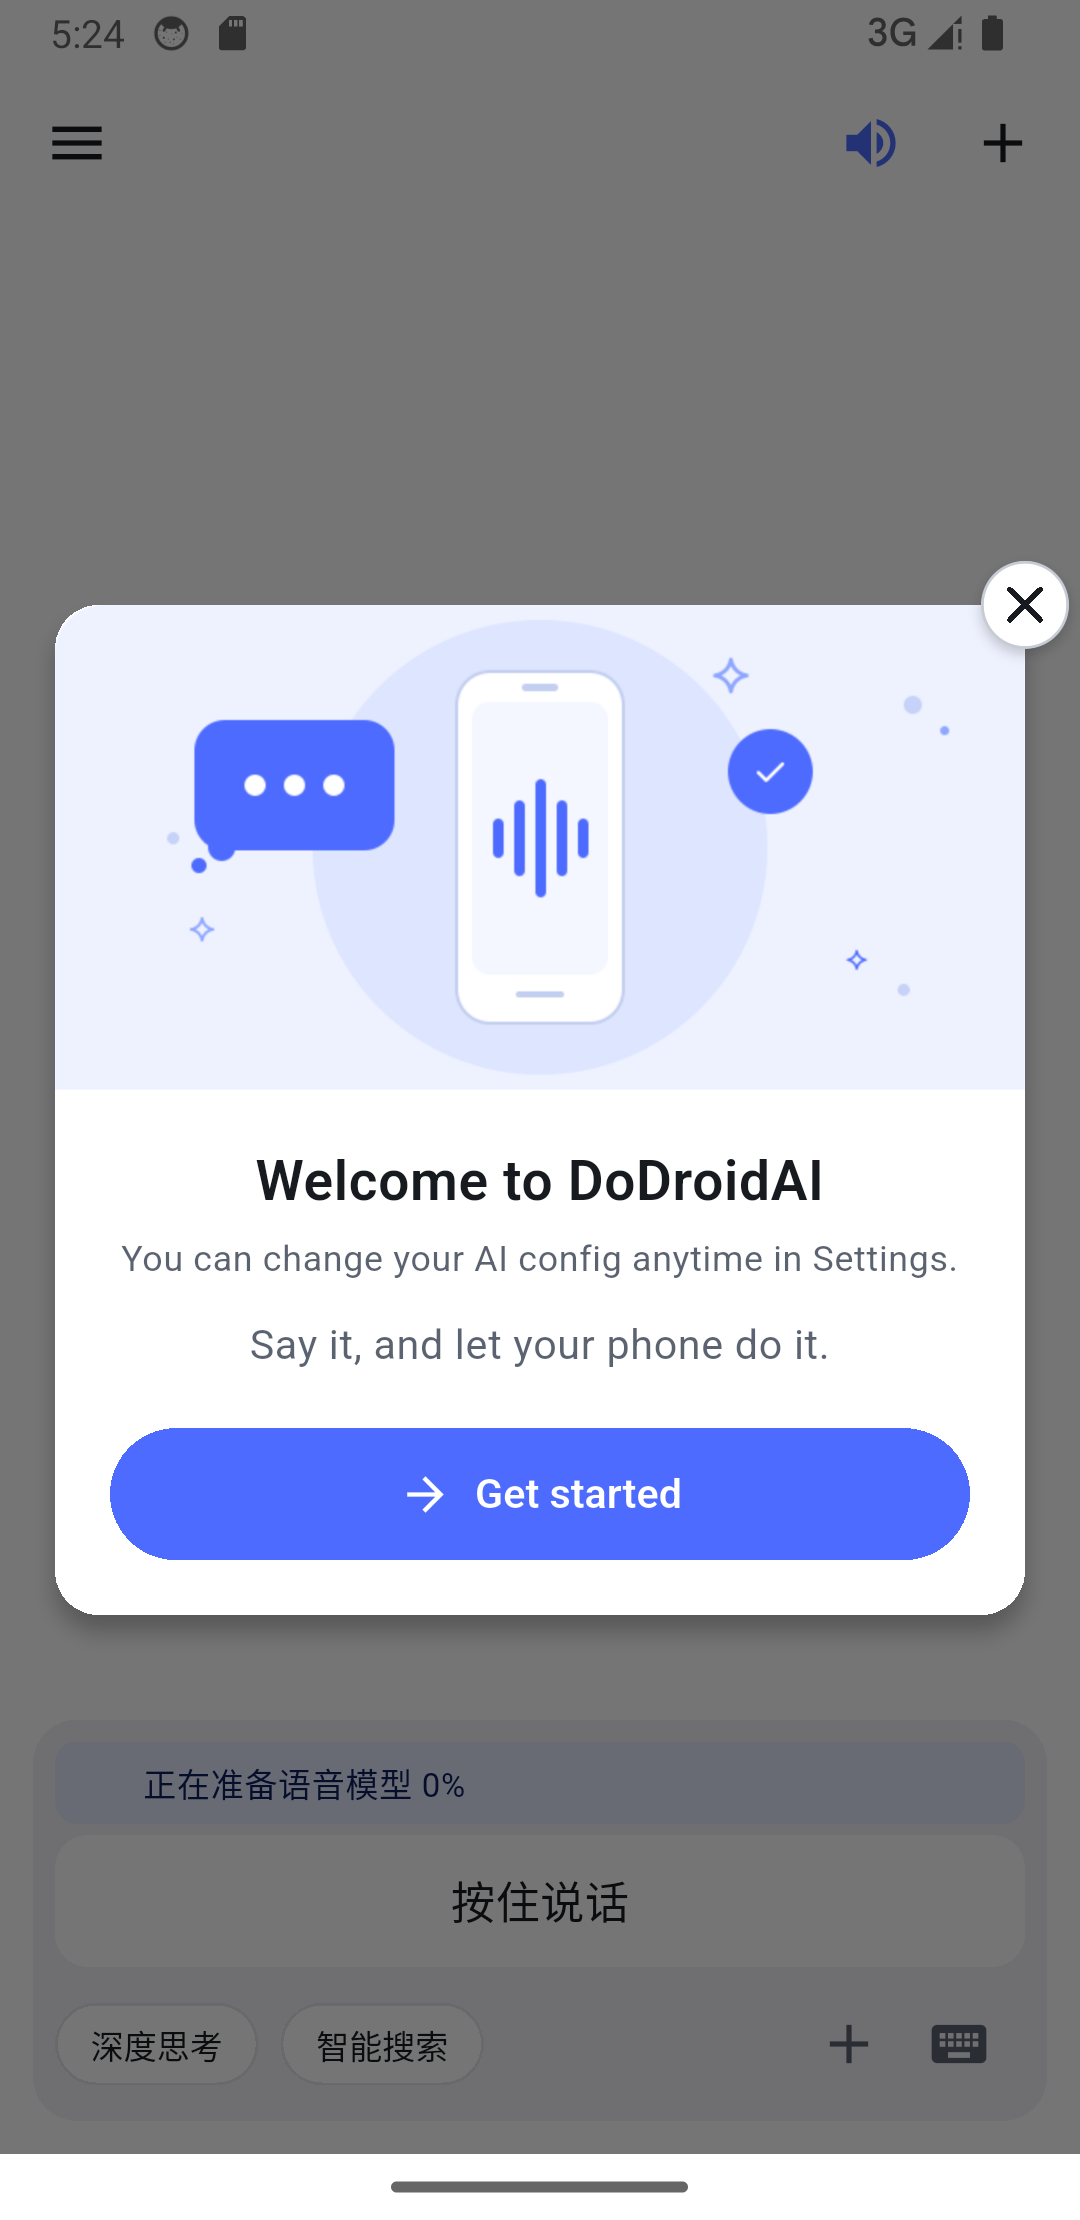 5:24
3G
Welcome to DoDroidAI
You can change your AI config anytime in Settings.
Say it, and let your phone do it.
Get started
正在准备语音模型 0%
按住说话
深度思考
智能搜索